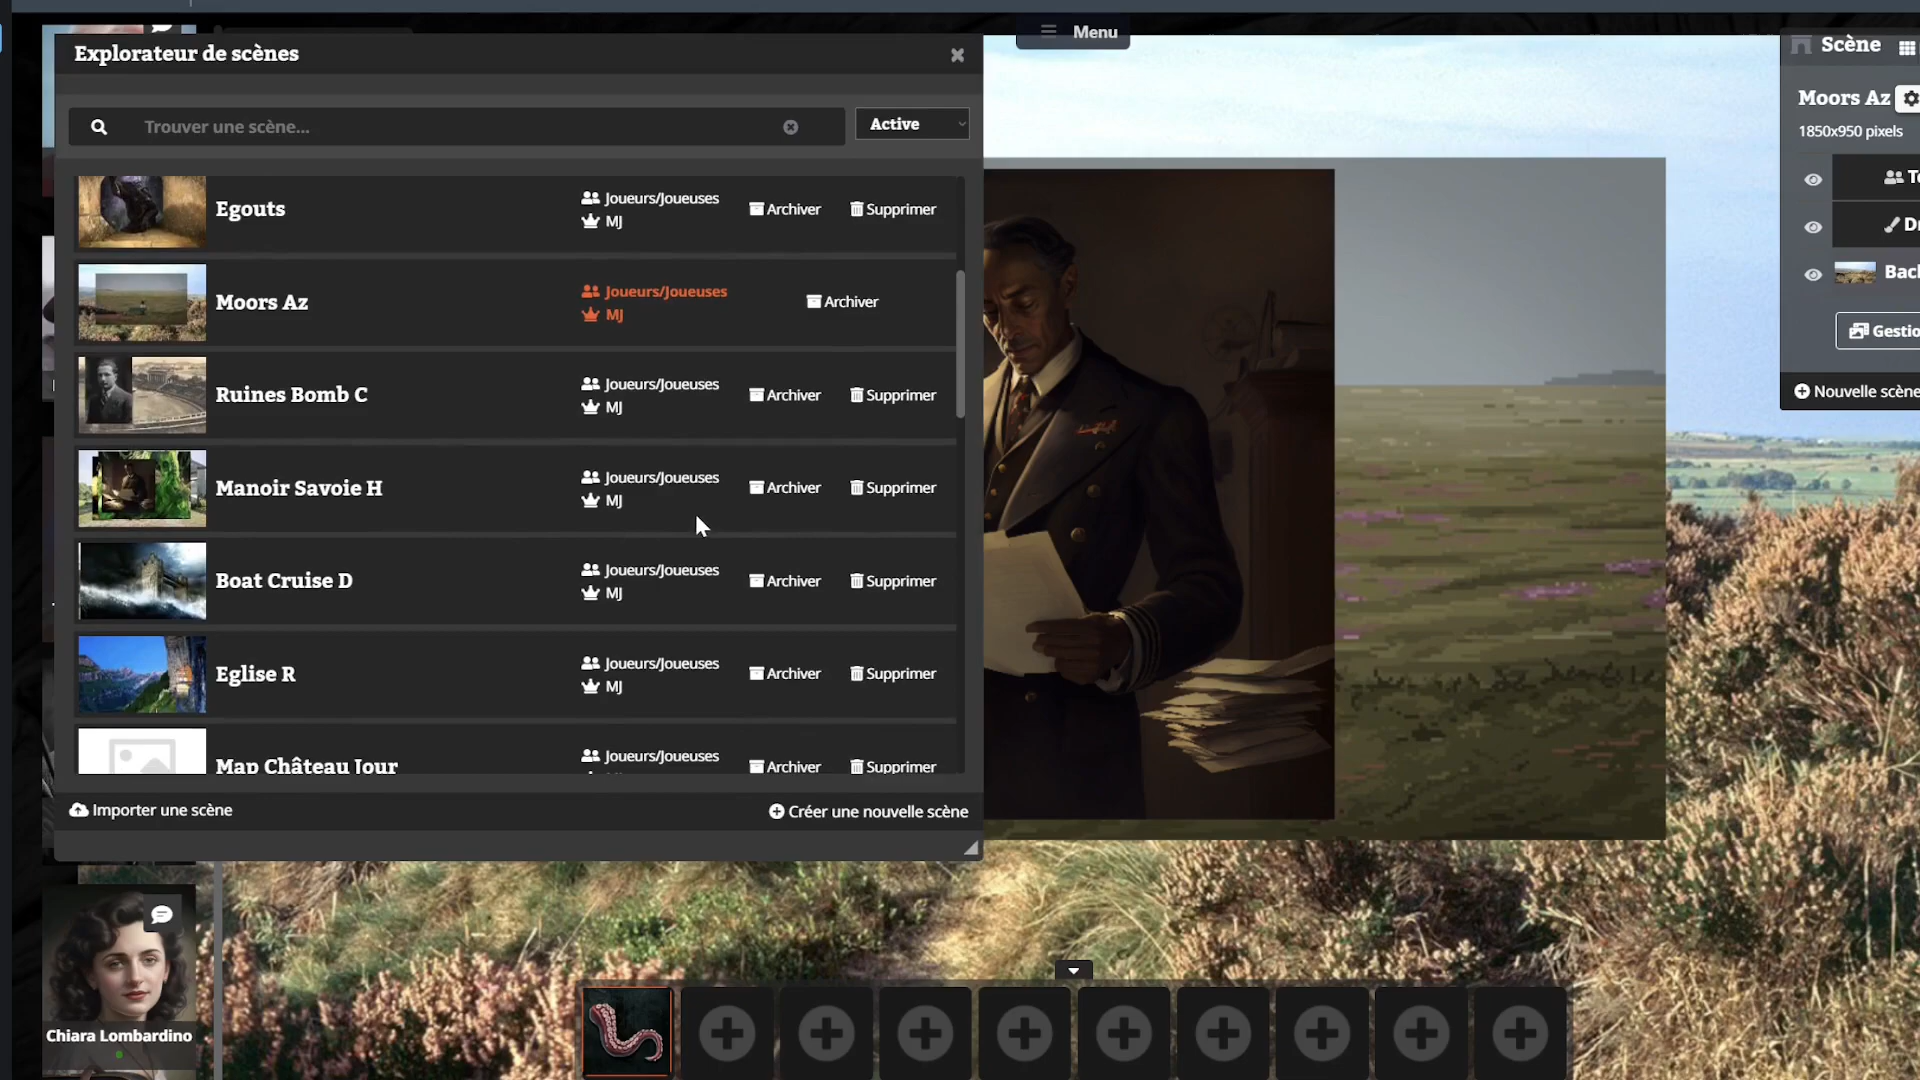 Menu
Explorateur de scènes
Scène
Trouver une scène...
Active
Moors Az
1850x950 pixels
Egouts
Joueurs/Joueuses
MJ
Archiver
Supprimer
Moors Az
Joueurs/Joueuses
MJ
Archiver
Ruines Bomb C
Joueurs/Joueuses
MJ
Archiver
Supprimer
Manoir Savoie H
Joueurs/Joueuses
MJ
Archiver
Supprimer
Boat Cruise D
Joueurs/Joueuses
MJ
Archiver
Supprimer
Eglise R
Joueurs/Joueuses
MJ
Archiver
Supprimer
Map Château Jour
Joueurs/Joueuses
Archiver
Supprimer
Importer une scène
Créer une nouvelle scène
Bac
Gestio
Nouvelle scène
Chiara Lombardino